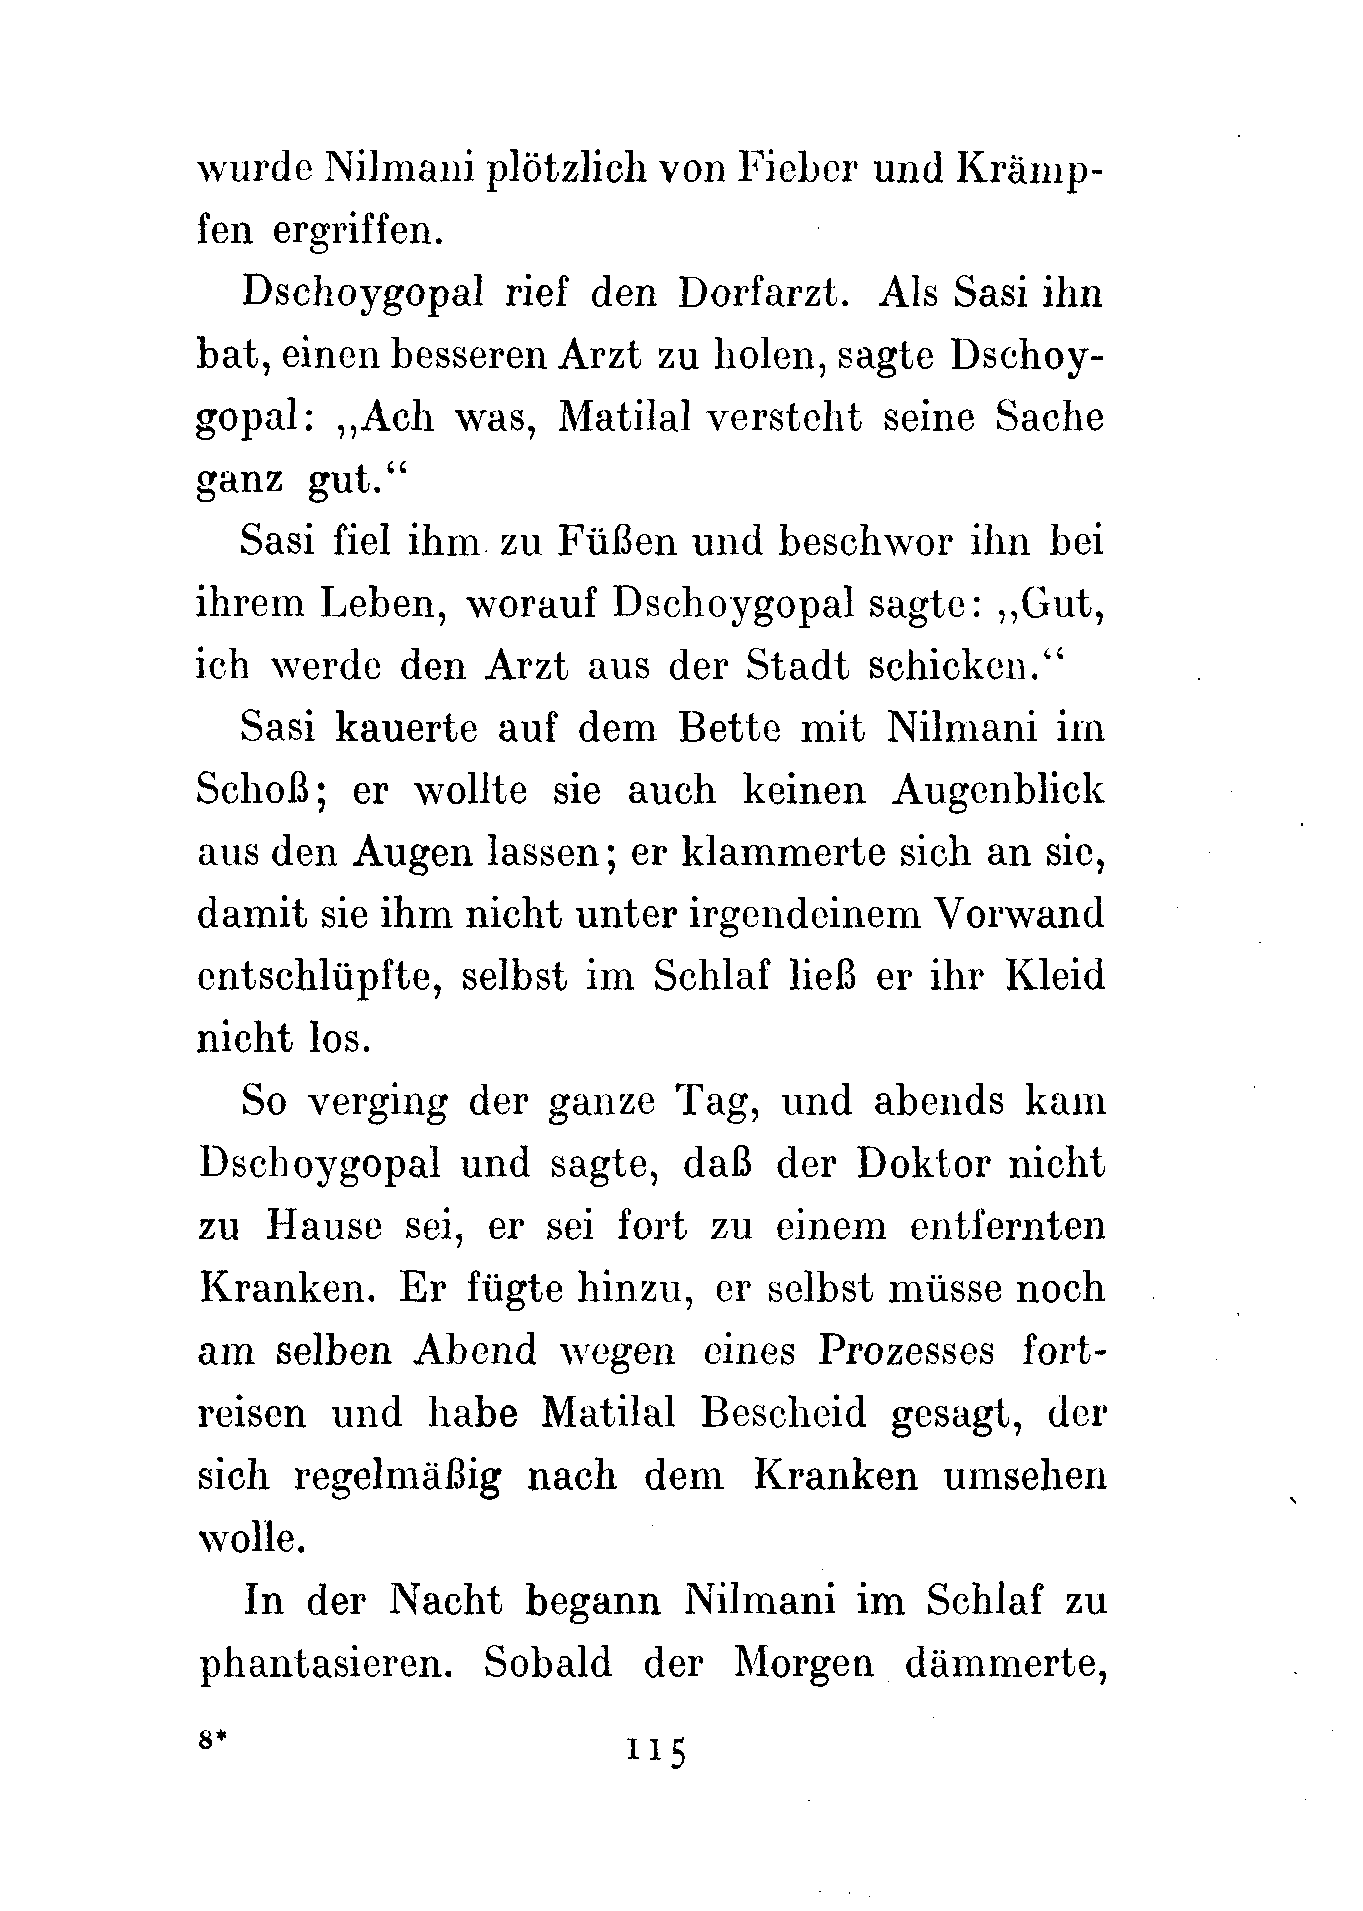 wurde Nilmani plötzlich von Fieber und Krämp-
fen ergriffen.
Dschoygopal rief den Dorfarzt. Als Sasi ihn
bat, einen besseren Arzt zu holen, sagte Dschoy-
gopal: „Ach was, Matilal versteht seine Sache
ganz gut.“
Sasi fiel ihm zu Füßen und beschwor ihn bei
ihrem Leben, worauf Dschoygopal sagte: „Gut,
ich werde den Arzt aus der Stadt schicken.“
Sasi kauerte auf dem Bette mit Nilmani im
Schoß; er wollte sie auch keinen Augenblick
aus den Augen lassen; er klammerte sich an sie,
damit sie ihm nicht unter irgendeinem Vorwand
entschlüpfte, selbst im Schlaf ließ er ihr Kleid
nicht los.
So verging der ganze Tag, und abends kam
Dschoygopal und sagte, daß der Doktor nicht
zu Hause sei, er sei fort zu einem entfernten
Kranken. Er fügte hinzu, er selbst müsse noch
am selben Abend wegen eines Prozesses fort-
reisen und habe Matilal Bescheid gesagt, der
sich regelmäßig nach dem Kranken umsehen
wolle.
In der Nacht begann Nilmani im Schlaf zu
phantasieren. Sobald der Morgen dämmerte,
8*
115